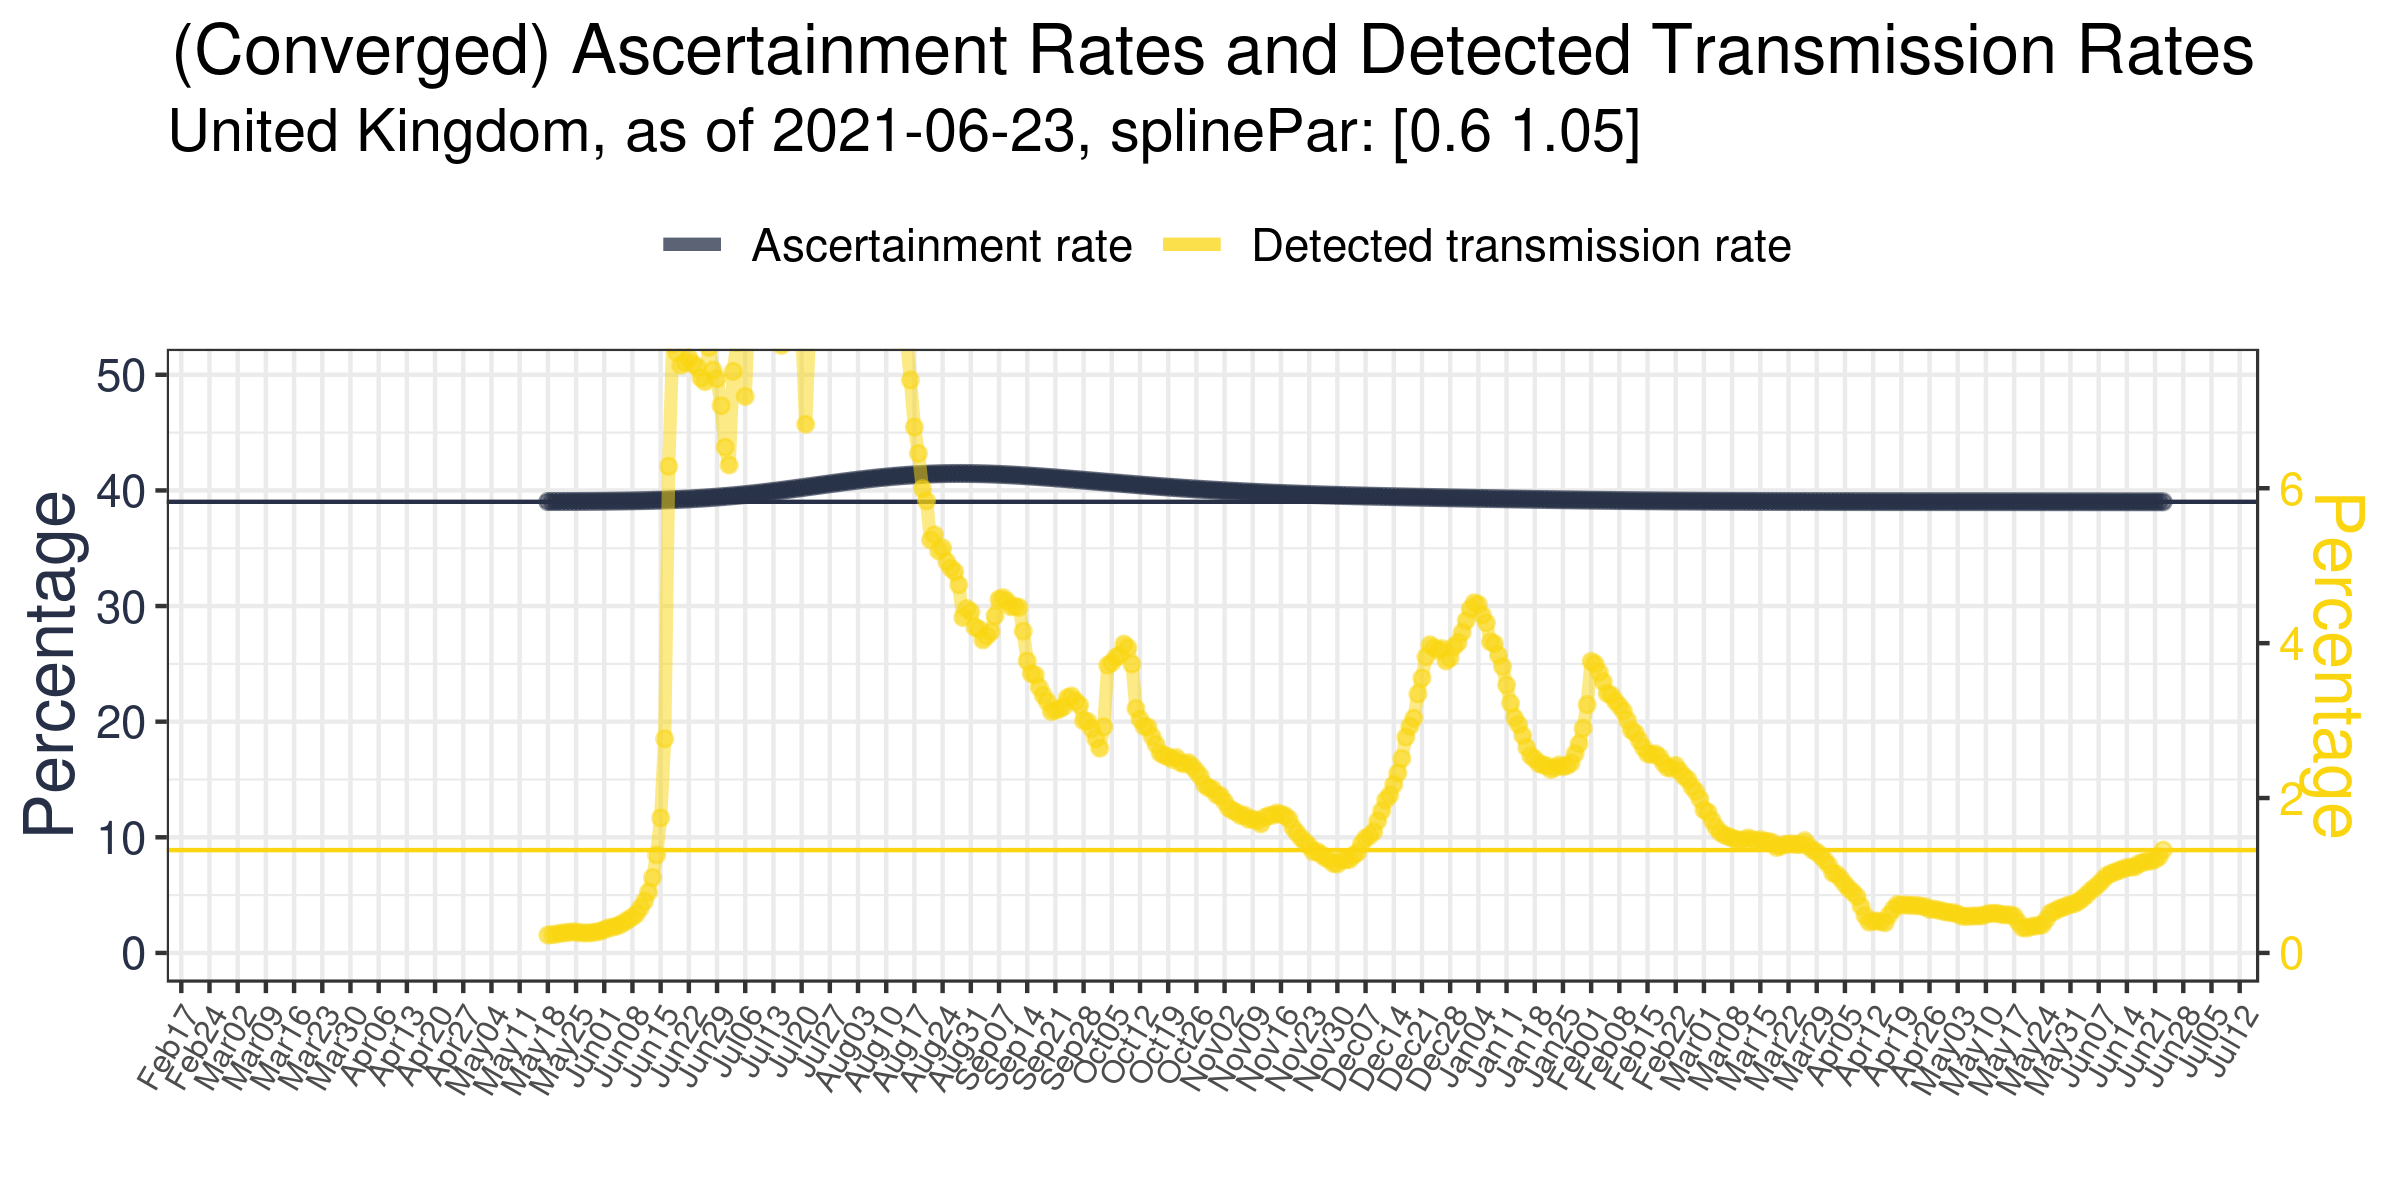 (Converged) Ascertainment Rates and Detected Transmission Rates
United Kingdom, as of 2021-06-23, splinePar: [0.6 1.05]
Ascertainment rate
Detected transmission rate
Percentage
50
40
30
20
10
0
6
4
2
0
Percentage
Feb17
Feb24
Mar02
Mar09
Mar16
Mar23
Mar30
Apr06
Apr13
Apr20
Apr27
May04
May11
May18
May25
Jun01
Jun08
Jun15
Jun22
Jun29
Jul06
Jul13
Jul20
Jul27
Aug03
Aug10
Aug17
Aug24
Aug31
Sep07
Sep14
Sep21
Sep28
Oct05
Oct12
Oct19
Oct26
Nov02
Nov09
Nov16
Nov23
Nov30
Dec07
Dec14
Dec21
Dec28
Jan04
Jan11
Jan18
Jan25
Feb01
Feb08
Feb15
Feb22
Mar01
Mar08
Mar15
Mar22
Mar29
Apr05
Apr12
Apr19
Apr26
May03
May10
May17
May24
May31
Jun07
Jun14
Jun21
Jun28
Jul05
Jul12